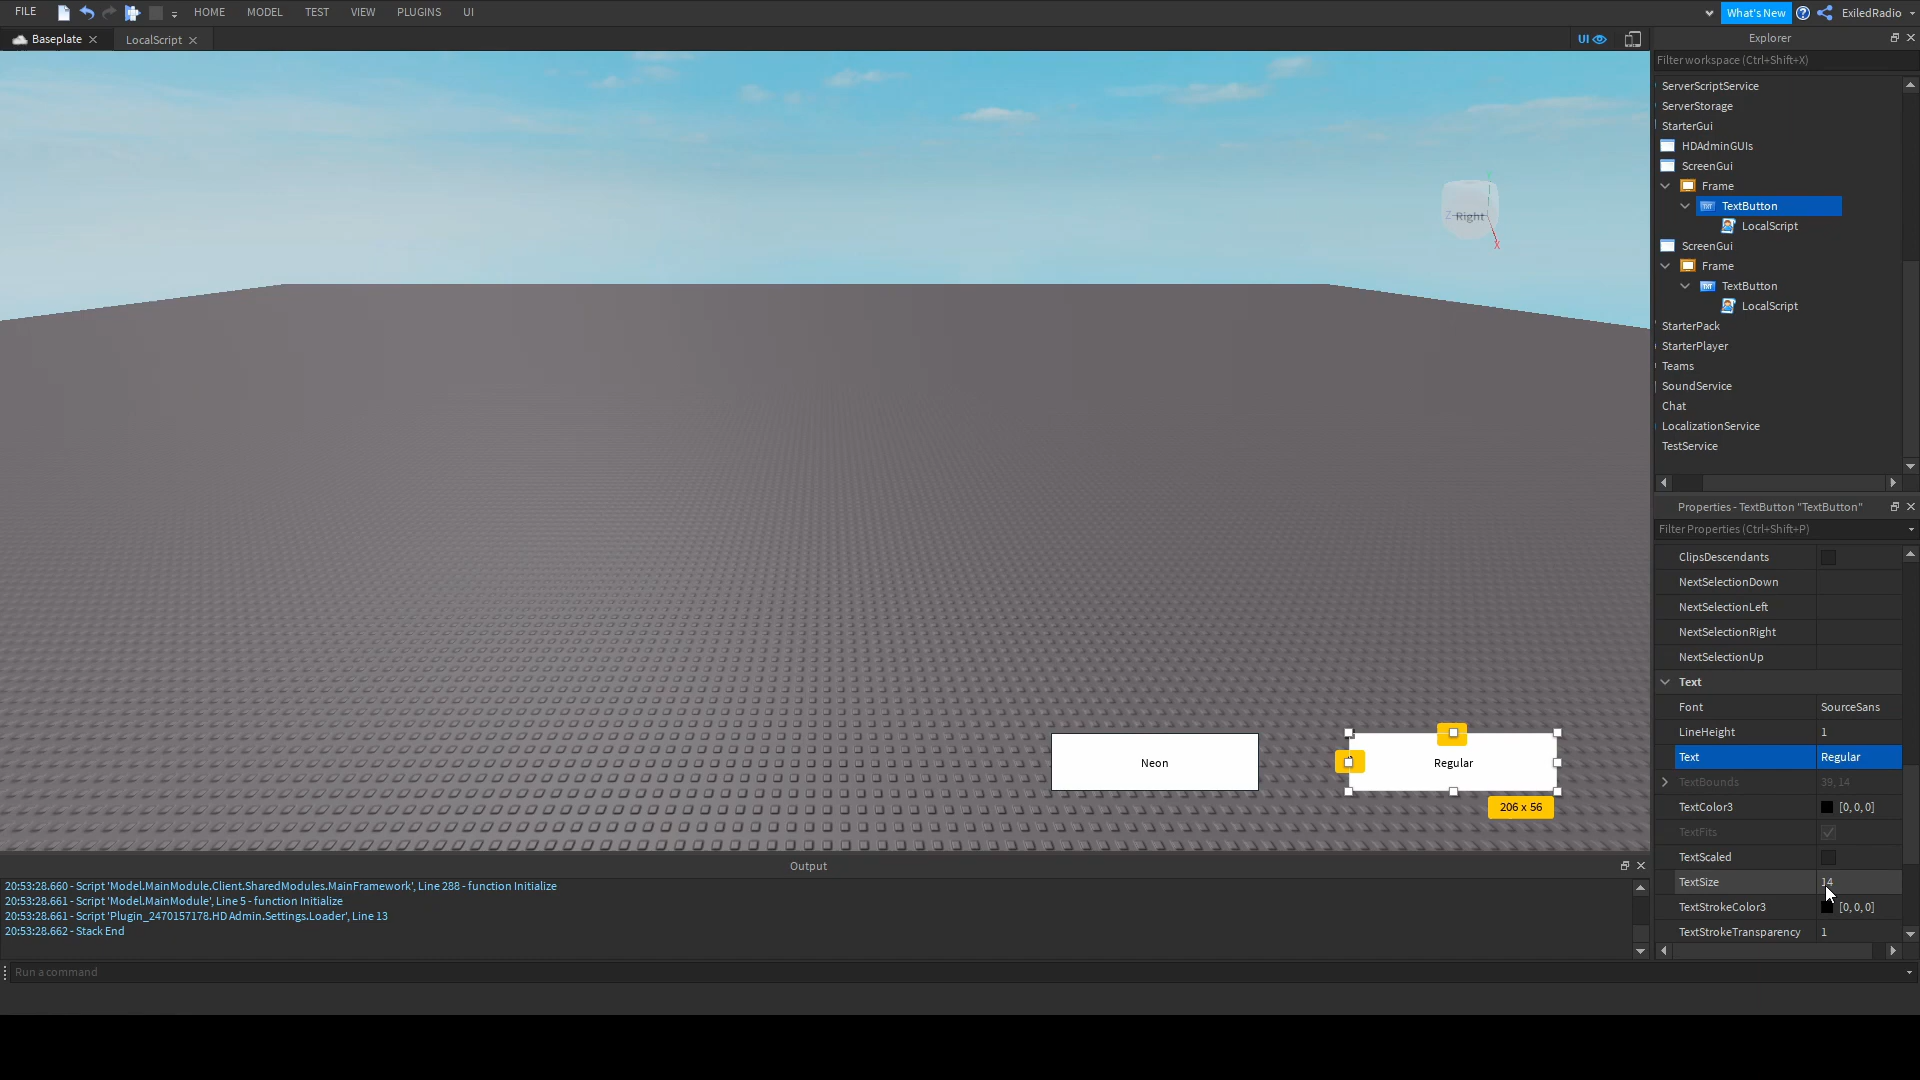 FILE
HOME
MODEL
TEST
VIEW
PLUGINS
UI
What's New
ExiledRadio
Baseplate
LocalScript
UI
Explorer
Filter workspace (Ctrl+Shift+X)
ServerScriptService
ServerStorage
StarterGui
HDAdminGUIs
ScreenGui
Frame
TextButton
LocalScript
ScreenGui
Frame
TextButton
LocalScript
StarterPack
StarterPlayer
Teams
SoundService
Chat
LocalizationService
TestService
Y
Z
Right
X
Properties - TextButton "TextButton"
Filter Properties (Ctrl+Shift+P)
ClipsDescendants
NextSelectionDown
NextSelectionLeft
NextSelectionRight
NextSelectionUp
Text
Font SourceSans
LineHeight 1
Text Regular
TextBounds 39, 14
TextColor3 [0, 0, 0]
TextFits
TextScaled
TextSize 14
TextStrokeColor3 [0, 0, 0]
TextStrokeTransparency 1
Neon
Regular
206 x 56
Output
20:53:28.660 - Script 'Model.MainModule.Client.SharedModules.MainFramework', Line 288 - function Initialize
20:53:28.661 - Script 'Model.MainModule', Line 5 - function Initialize
20:53:28.661 - Script 'Plugin_2470157178.HD Admin.Settings.Loader', Line 13
20:53:28.662 - Stack End
Run a command